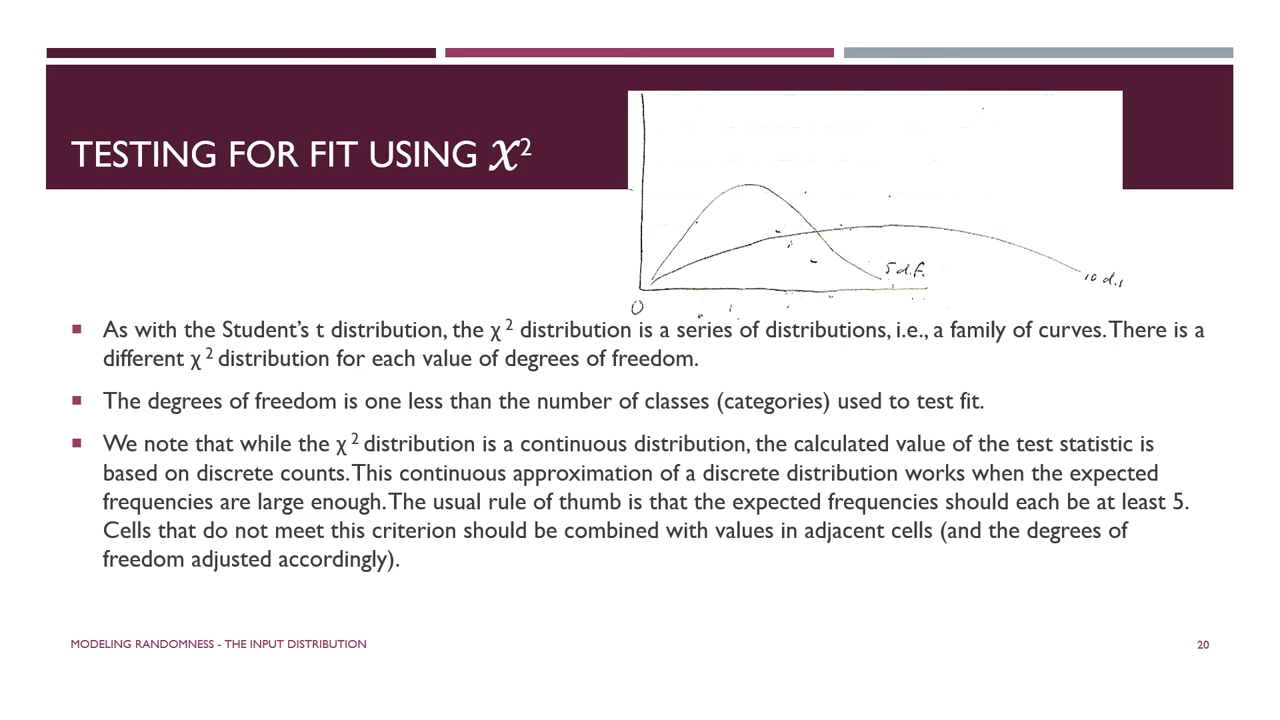 TESTING FOR FIT USING 𝒳²
5 d.f.
10 d.f
0
▪ As with the Student’s t distribution, the χ ² distribution is a series of distributions, i.e., a family of curves. There is a
different χ ² distribution for each value of degrees of freedom.
▪ The degrees of freedom is one less than the number of classes (categories) used to test fit.
▪ We note that while the χ ² distribution is a continuous distribution, the calculated value of the test statistic is
based on discrete counts. This continuous approximation of a discrete distribution works when the expected
frequencies are large enough. The usual rule of thumb is that the expected frequencies should each be at least 5.
Cells that do not meet this criterion should be combined with values in adjacent cells (and the degrees of
freedom adjusted accordingly).
MODELING RANDOMNESS - THE INPUT DISTRIBUTION
20